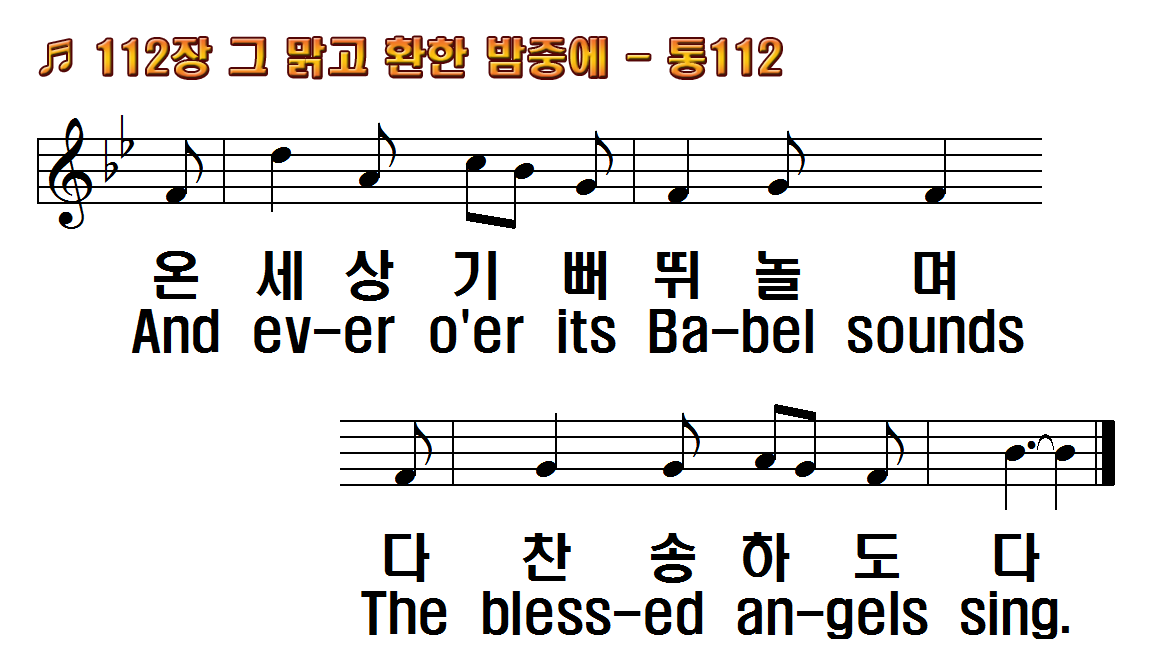 ♬ 112장 그 맑고 환한 밤중에 - 통112
온 세 상 기 뻐 뛰 놀 며
And ev-er o'er its Ba-bel sounds
다 찬 송 하 도 다
The bless-ed an-gels sing.